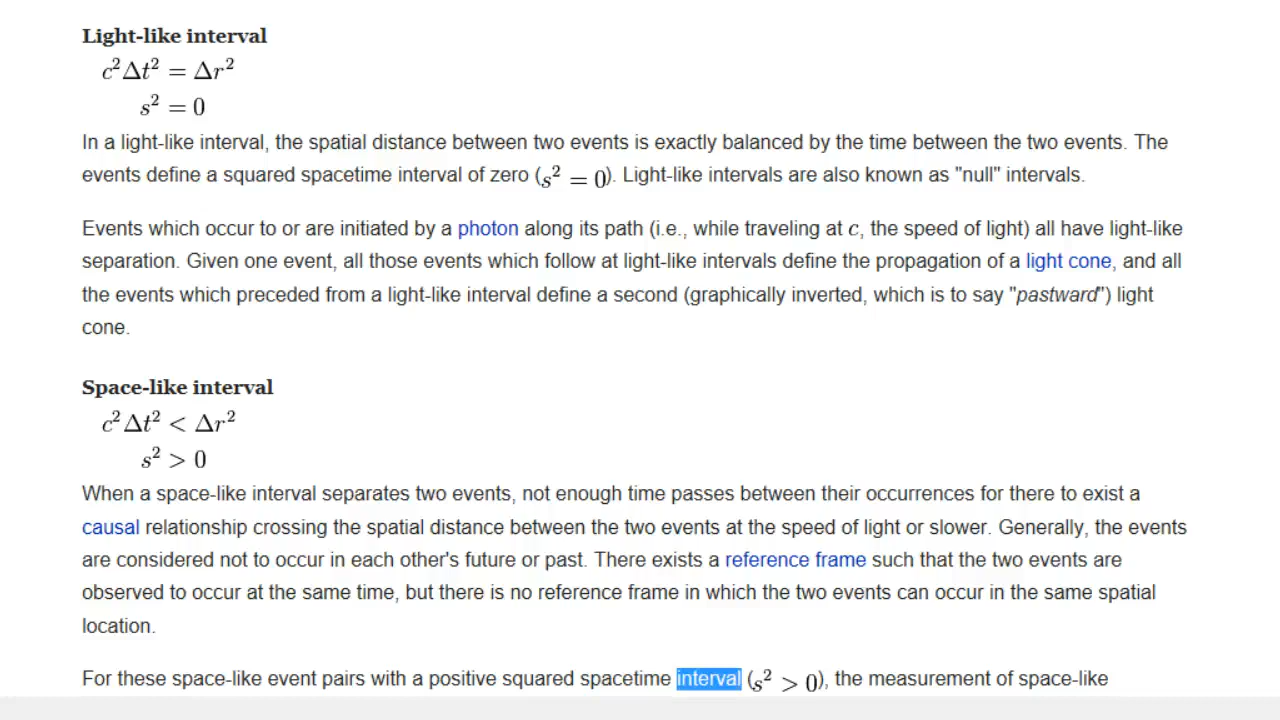 Light-like interval
c²Δt² = Δr²
s² = 0
In a light-like interval, the spatial distance between two events is exactly balanced by the time between the two events. The
events define a squared spacetime interval of zero (s² = 0). Light-like intervals are also known as "null" intervals.
Events which occur to or are initiated by a photon along its path (i.e., while traveling at c, the speed of light) all have light-like
separation. Given one event, all those events which follow at light-like intervals define the propagation of a light cone, and all
the events which preceded from a light-like interval define a second (graphically inverted, which is to say "pastward") light
cone.
Space-like interval
c²Δt² < Δr²
s² > 0
When a space-like interval separates two events, not enough time passes between their occurrences for there to exist a
causal relationship crossing the spatial distance between the two events at the speed of light or slower. Generally, the events
are considered not to occur in each other's future or past. There exists a reference frame such that the two events are
observed to occur at the same time, but there is no reference frame in which the two events can occur in the same spatial
location.
For these space-like event pairs with a positive squared spacetime interval (s² > 0), the measurement of space-like